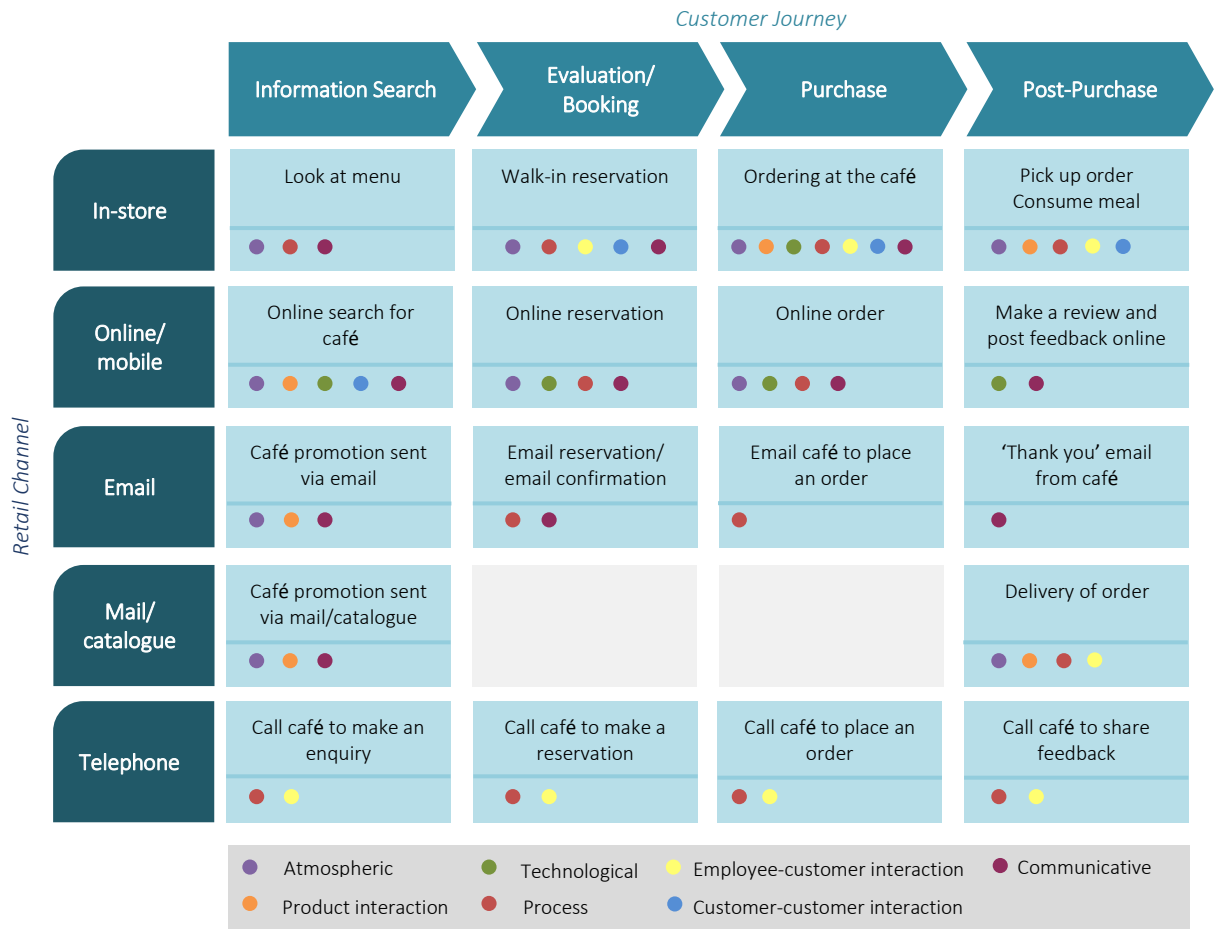 Customer Journey
Information Search
Evaluation/
Booking
Purchase
Post-Purchase
Retail Channel
In-store
Look at menu
Walk-in reservation
Ordering at the café
Pick up order
Consume meal
Online/
mobile
Online search for
café
Online reservation
Online order
Make a review and
post feedback online
Email
Café promotion sent
via email
Email reservation/
email confirmation
Email café to place
an order
‘Thank you’ email
from café
Mail/
catalogue
Café promotion sent
via mail/catalogue
Delivery of order
Telephone
Call café to make an
enquiry
Call café to make a
reservation
Call café to place an
order
Call café to share
feedback
Atmospheric
Technological
Employee-customer interaction
Communicative
Product interaction
Process
Customer-customer interaction